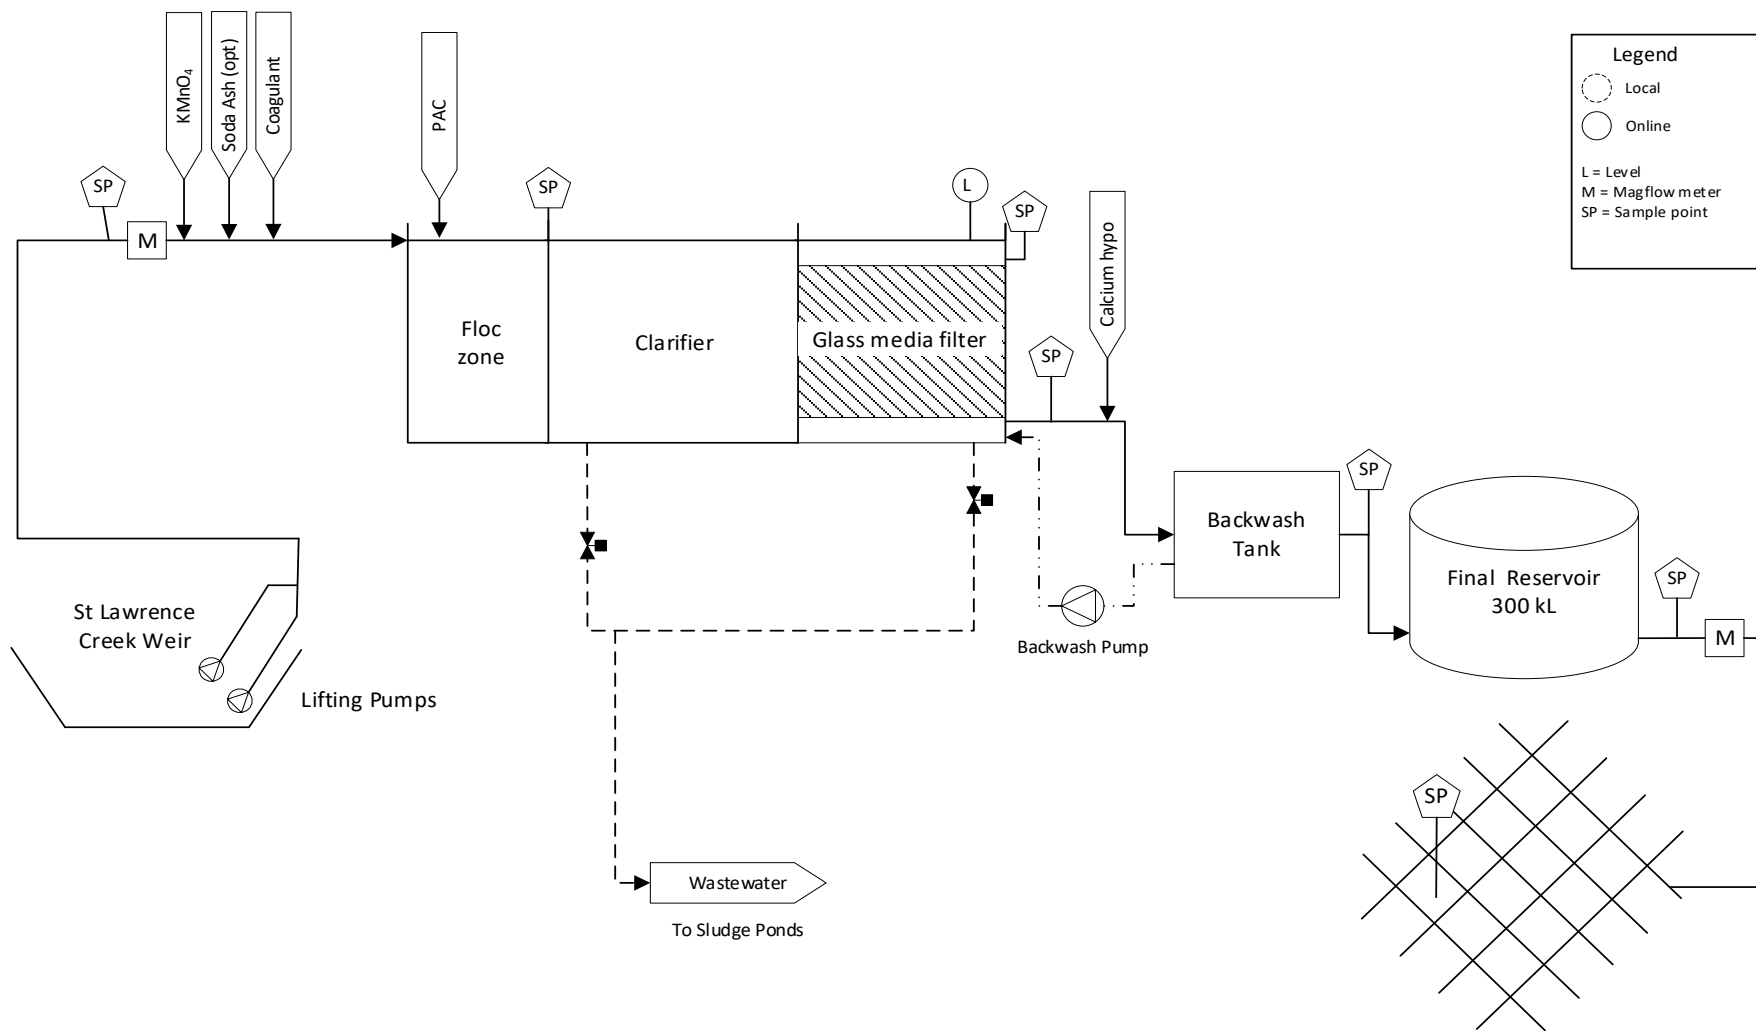 KMnO₄
Soda Ash (opt)
Coagulant
PAC
Legend
Local
Online
L = Level
M = Magflow meter
SP = Sample point
SP
M
SP
L
SP
Calcium hypo
Floc
zone
Clarifier
Glass media filter
SP
SP
Backwash
Tank
Final Reservoir
300 kL
SP
M
St Lawrence
Creek Weir
Lifting Pumps
Backwash Pump
SP
Wastewater
To Sludge Ponds